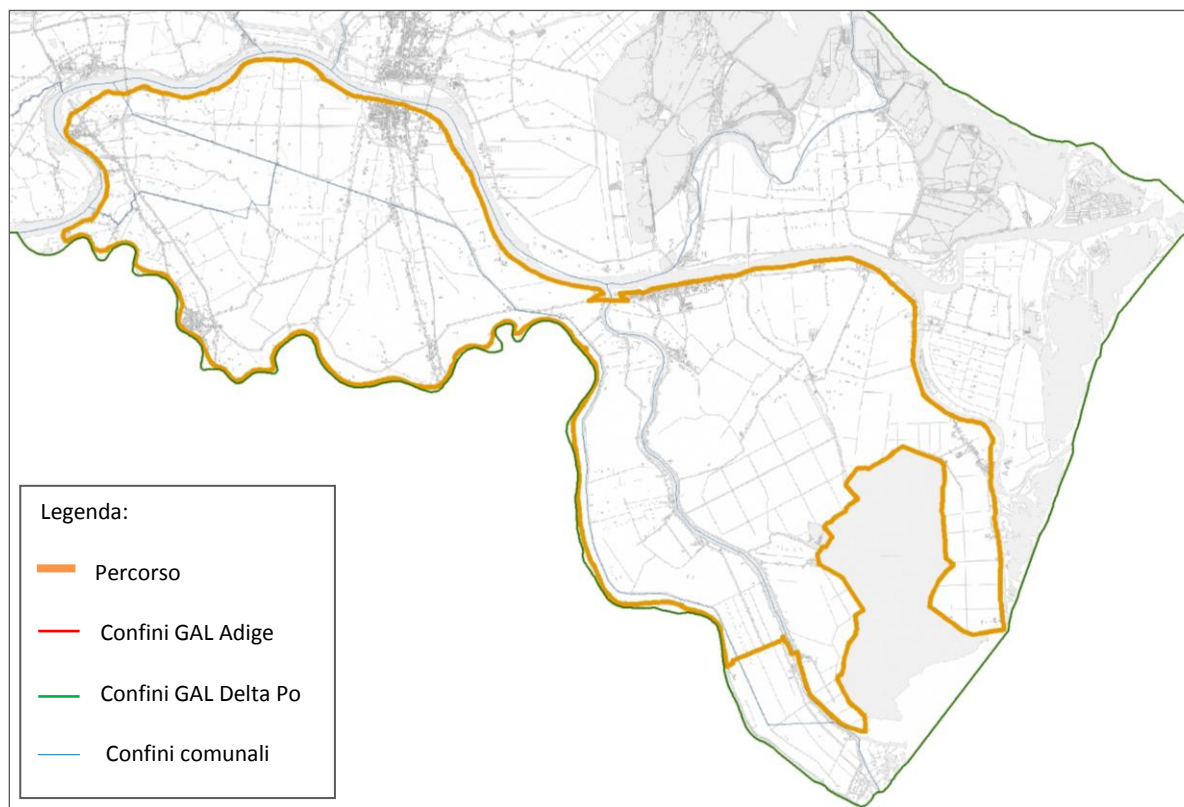 Legenda:
Percorso
Confini GAL Adige
Confini GAL Delta Po
Confini comunali